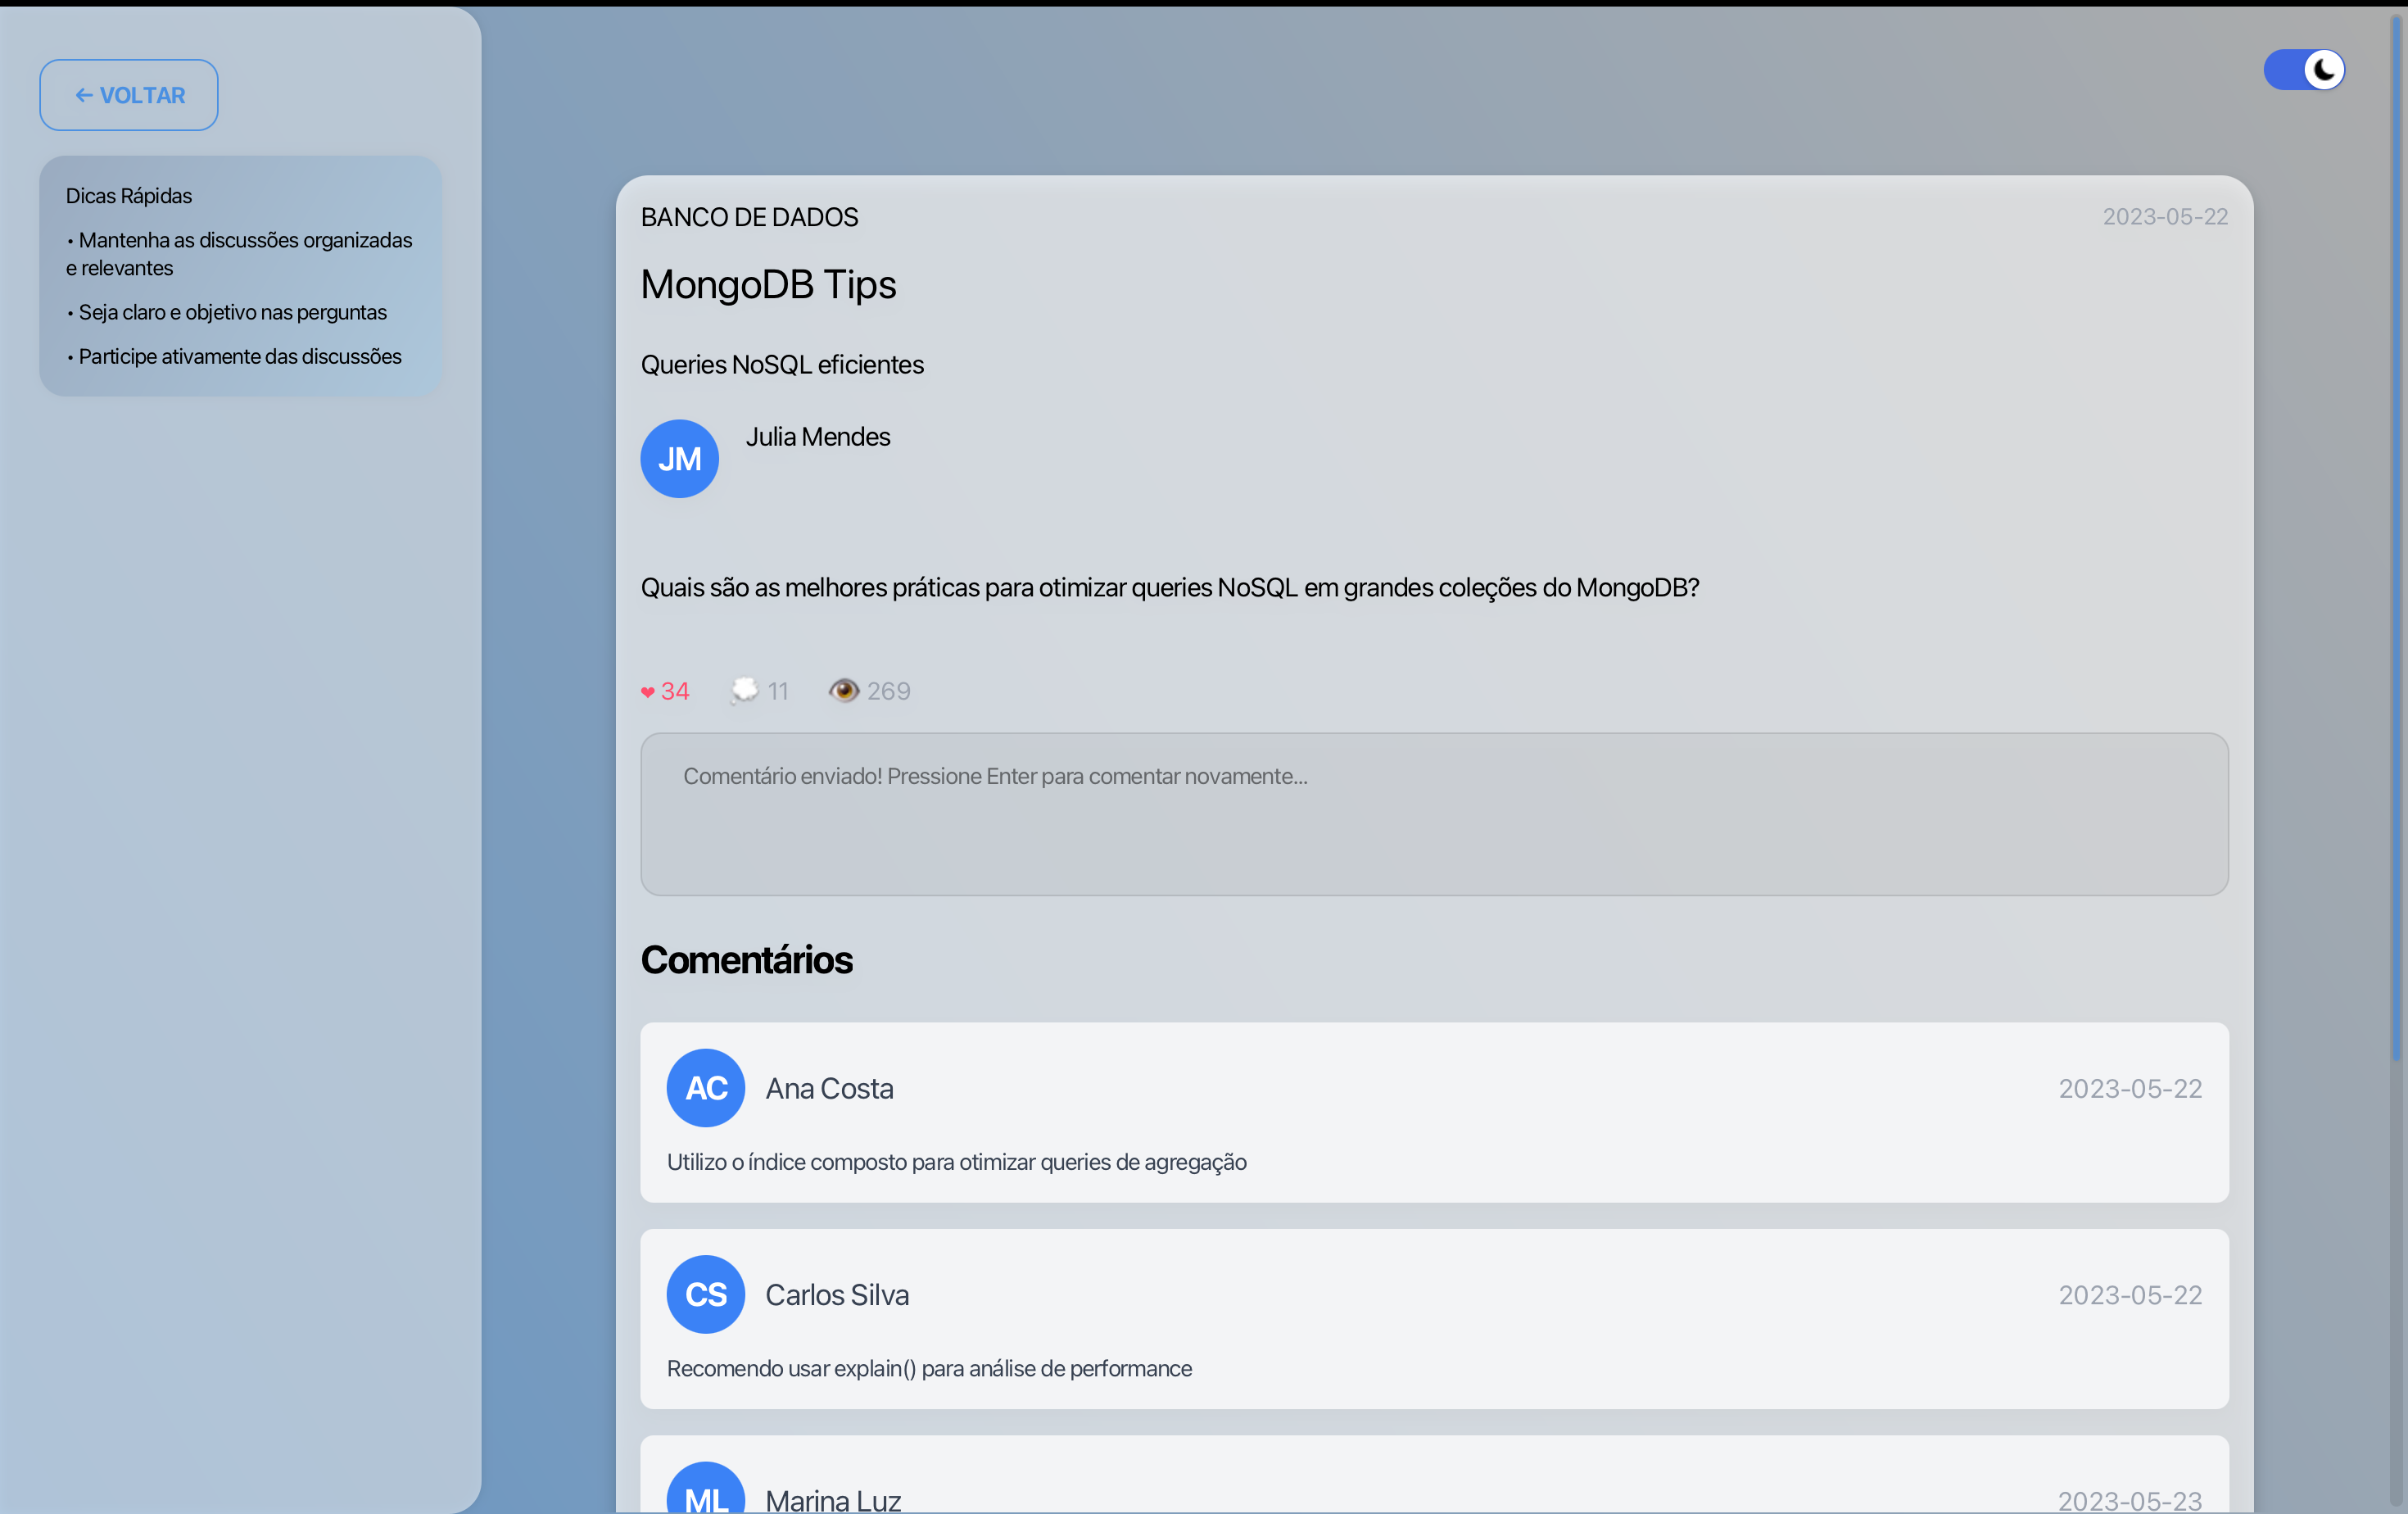 ← VOLTAR
Dicas Rápidas
• Mantenha as discussões organizadas
e relevantes
• Seja claro e objetivo nas perguntas
• Participe ativamente das discussões
BANCO DE DADOS
2023-05-22
MongoDB Tips
Queries NoSQL eficientes
JM
Julia Mendes
Quais são as melhores práticas para otimizar queries NoSQL em grandes coleções do MongoDB?
❤ 34 💭 11 👁️ 269
Comentário enviado! Pressione Enter para comentar novamente...
Comentários
AC
Ana Costa
2023-05-22
Utilizo o índice composto para otimizar queries de agregação
CS
Carlos Silva
2023-05-22
Recomendo usar explain() para análise de performance
ML
Marina Luz
2023-05-23